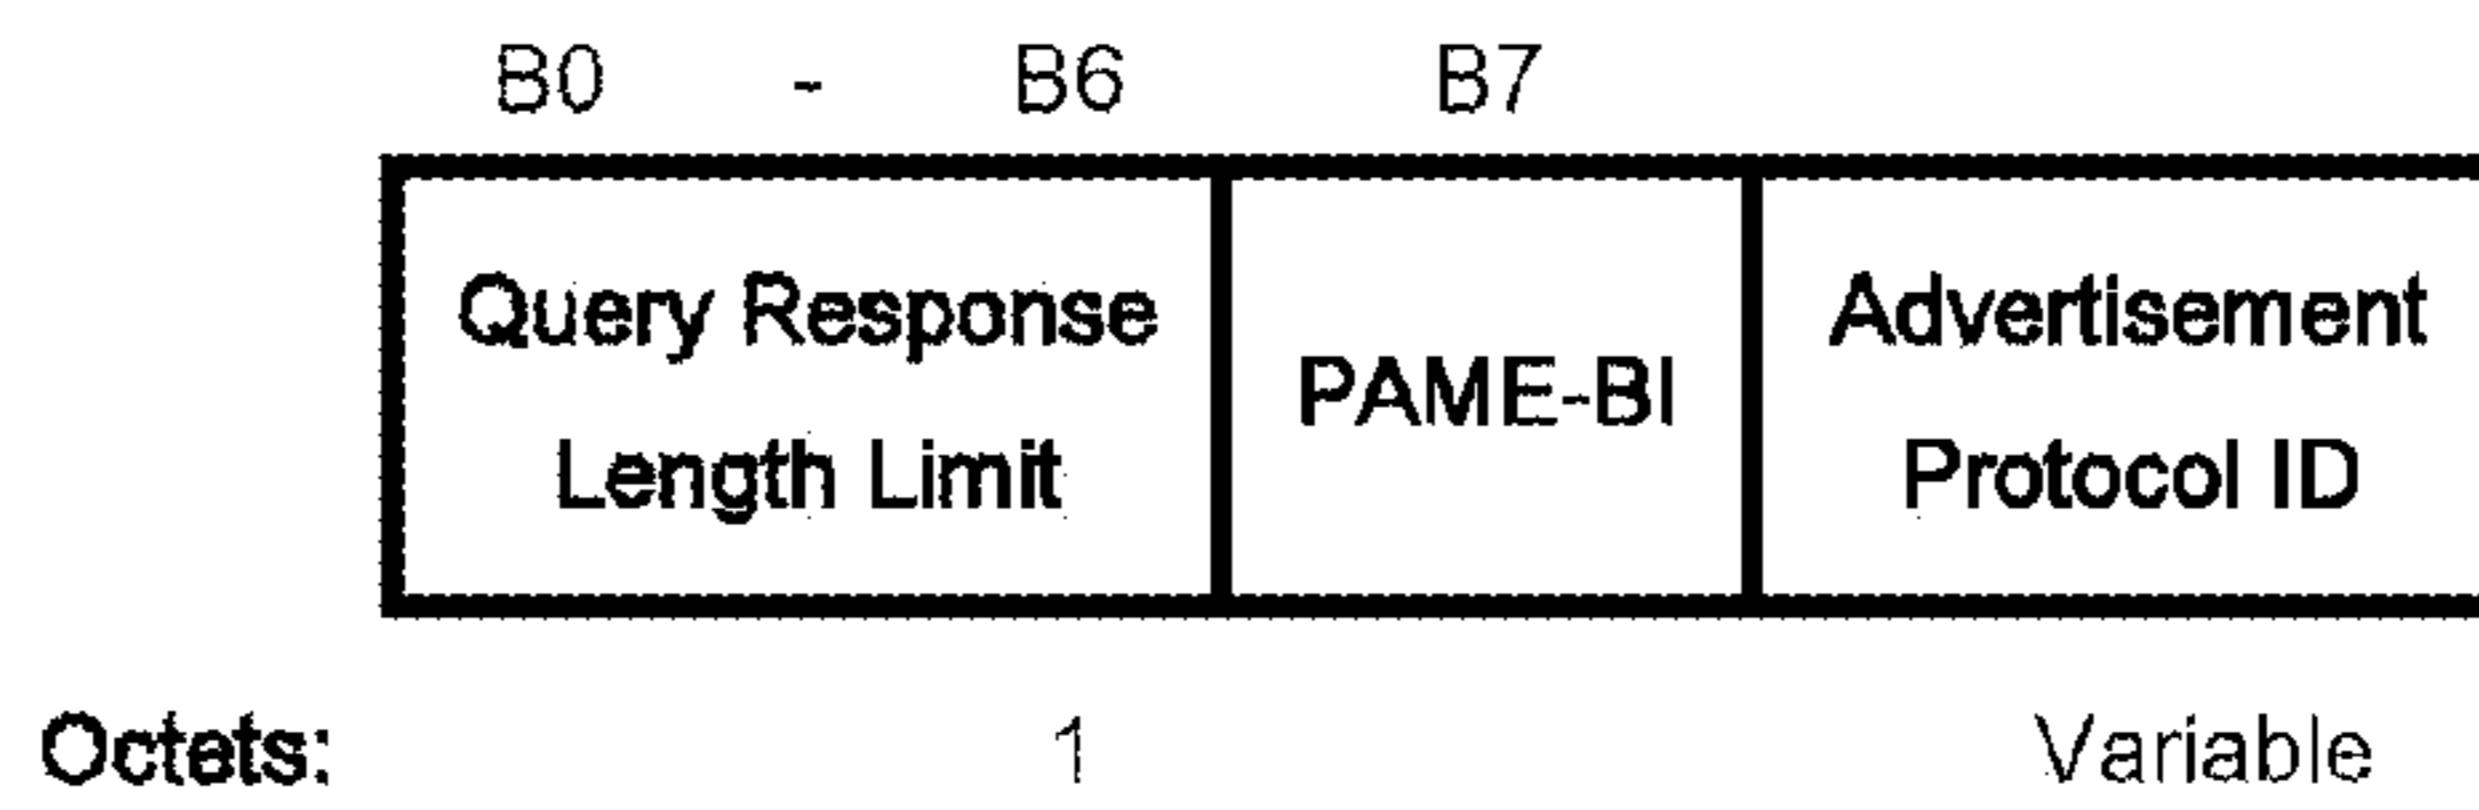 B0 - B6 B7
Query Response
Length Limit
PAME-BI
Advertisement
Protocol ID
Octets: 1 Variable